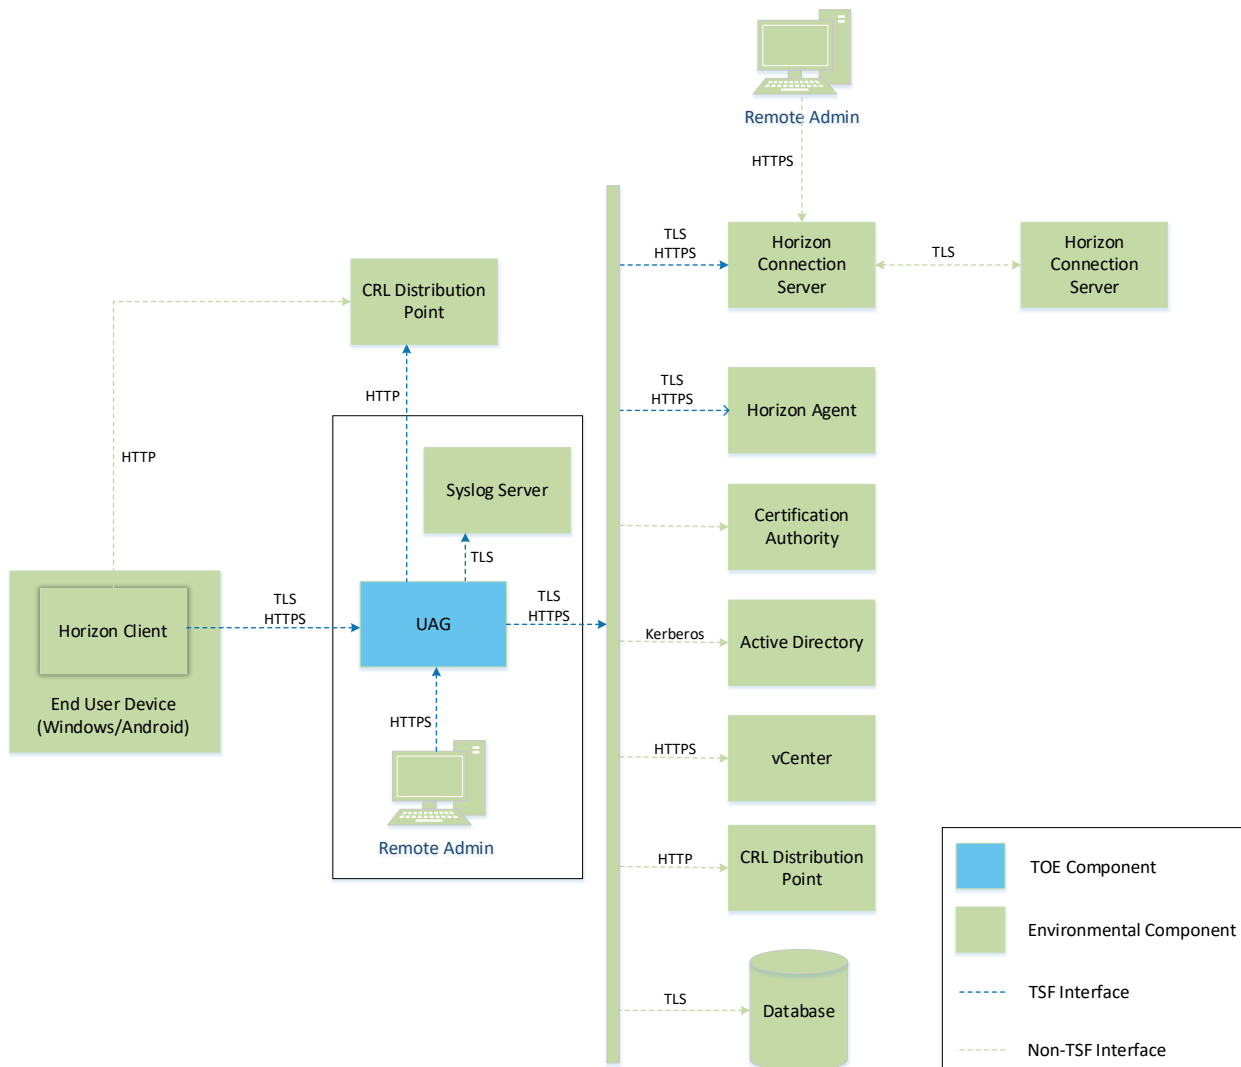 Remote Admin
HTTPS
TLS
HTTPS
Horizon
Connection
Server
TLS
Horizon
Connection
Server
CRL Distribution
Point
HTTP
HTTP
TLS
HTTPS
Horizon Agent
Syslog Server
TLS
Certification
Authority
Horizon Client
TLS
HTTPS
UAG
TLS
HTTPS
Kerberos
Active Directory
End User Device
(Windows/Android)
HTTPS
Remote Admin
HTTPS
vCenter
HTTP
CRL Distribution
Point
TLS
Database
TOE Component
Environmental Component
TSF Interface
Non-TSF Interface